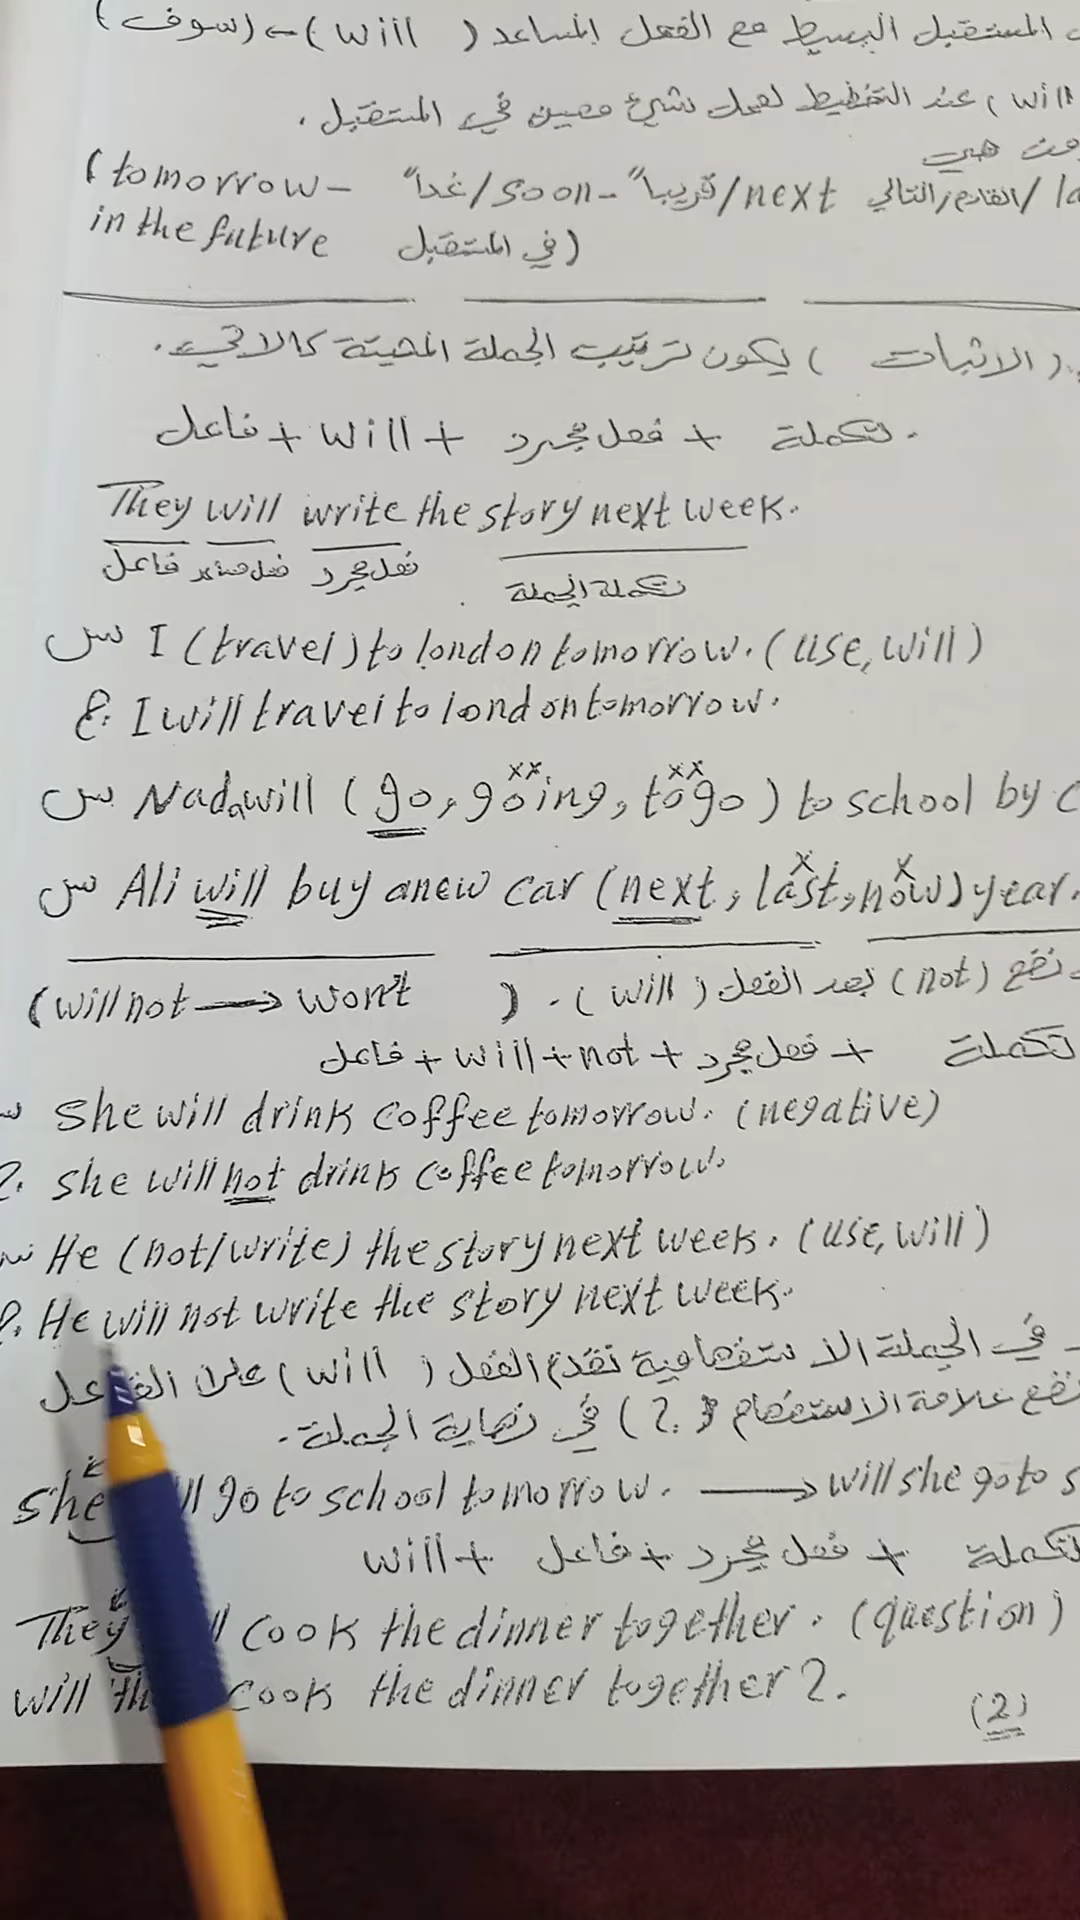 المستقبل البسيط مع الفعل المساعد (will) ← (سوف)
will) عند التخطيط لعمل شيء معين في المستقبل.
هي
(tomorrow- غداً/soon- قريباً/next القادم/التالي/
in the future في المستقبل)
(الاثبات) يكون ترتيب الجملة المثبتة كالاتي.
فاعل + will + فعل مجرد + تكملة.
They will write the story next week.
فاعل فعل مساعد فعل مجرد تكملة الجملة
س I (travel) to london tomorrow. (use, will)
ج. I will travel to london tomorrow.
س Nada will (go, going, to go) to school by
س Ali will buy a new car (next, last, now) year.
نضع (not) بعد الفعل (will). (will not → won't)
فاعل + will + not + فعل مجرد + تكملة
She will drink coffee tomorrow. (negative)
she will not drink coffee tomorrow.
He (not/write) the story next week. (use, will)
He will not write the story next week.
في الجملة الاستفهامية نقدم الفعل (will) على الفاعل
نضع علامة الاستفهام (?) في نهاية الجملة.
She go to school tomorrow. → will she go to
will + فاعل + فعل مجرد + تكملة
They cook the dinner together. (question)
will cook the dinner together?.
(2)